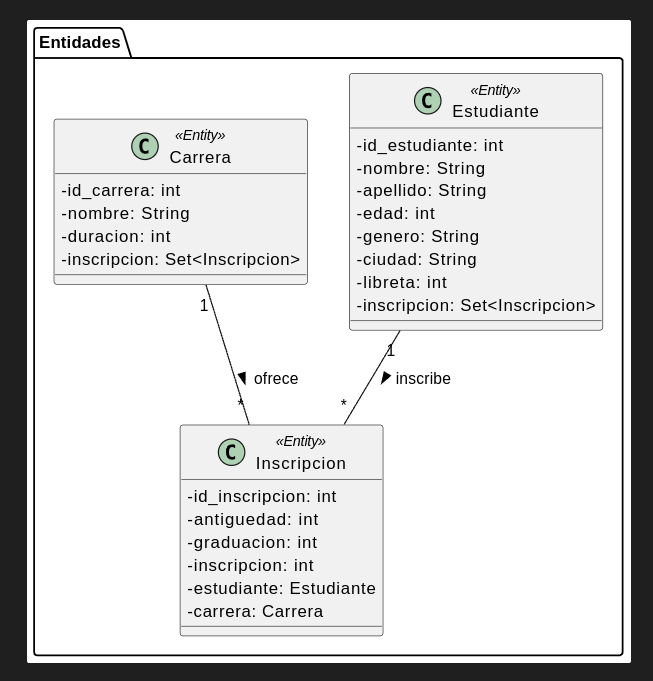 Entidades
«Entity»
C
Carrera
-id_carrera: int
-nombre: String
-duracion: int
-inscripcion: Set<Inscripcion>
«Entity»
C
Estudiante
-id_estudiante: int
-nombre: String
-apellido: String
-edad: int
-genero: String
-ciudad: String
-libreta: int
-inscripcion: Set<Inscripcion>
1
ofrece
*
1
inscribe
*
«Entity»
C
Inscripcion
-id_inscripcion: int
-antiguedad: int
-graduacion: int
-inscripcion: int
-estudiante: Estudiante
-carrera: Carrera